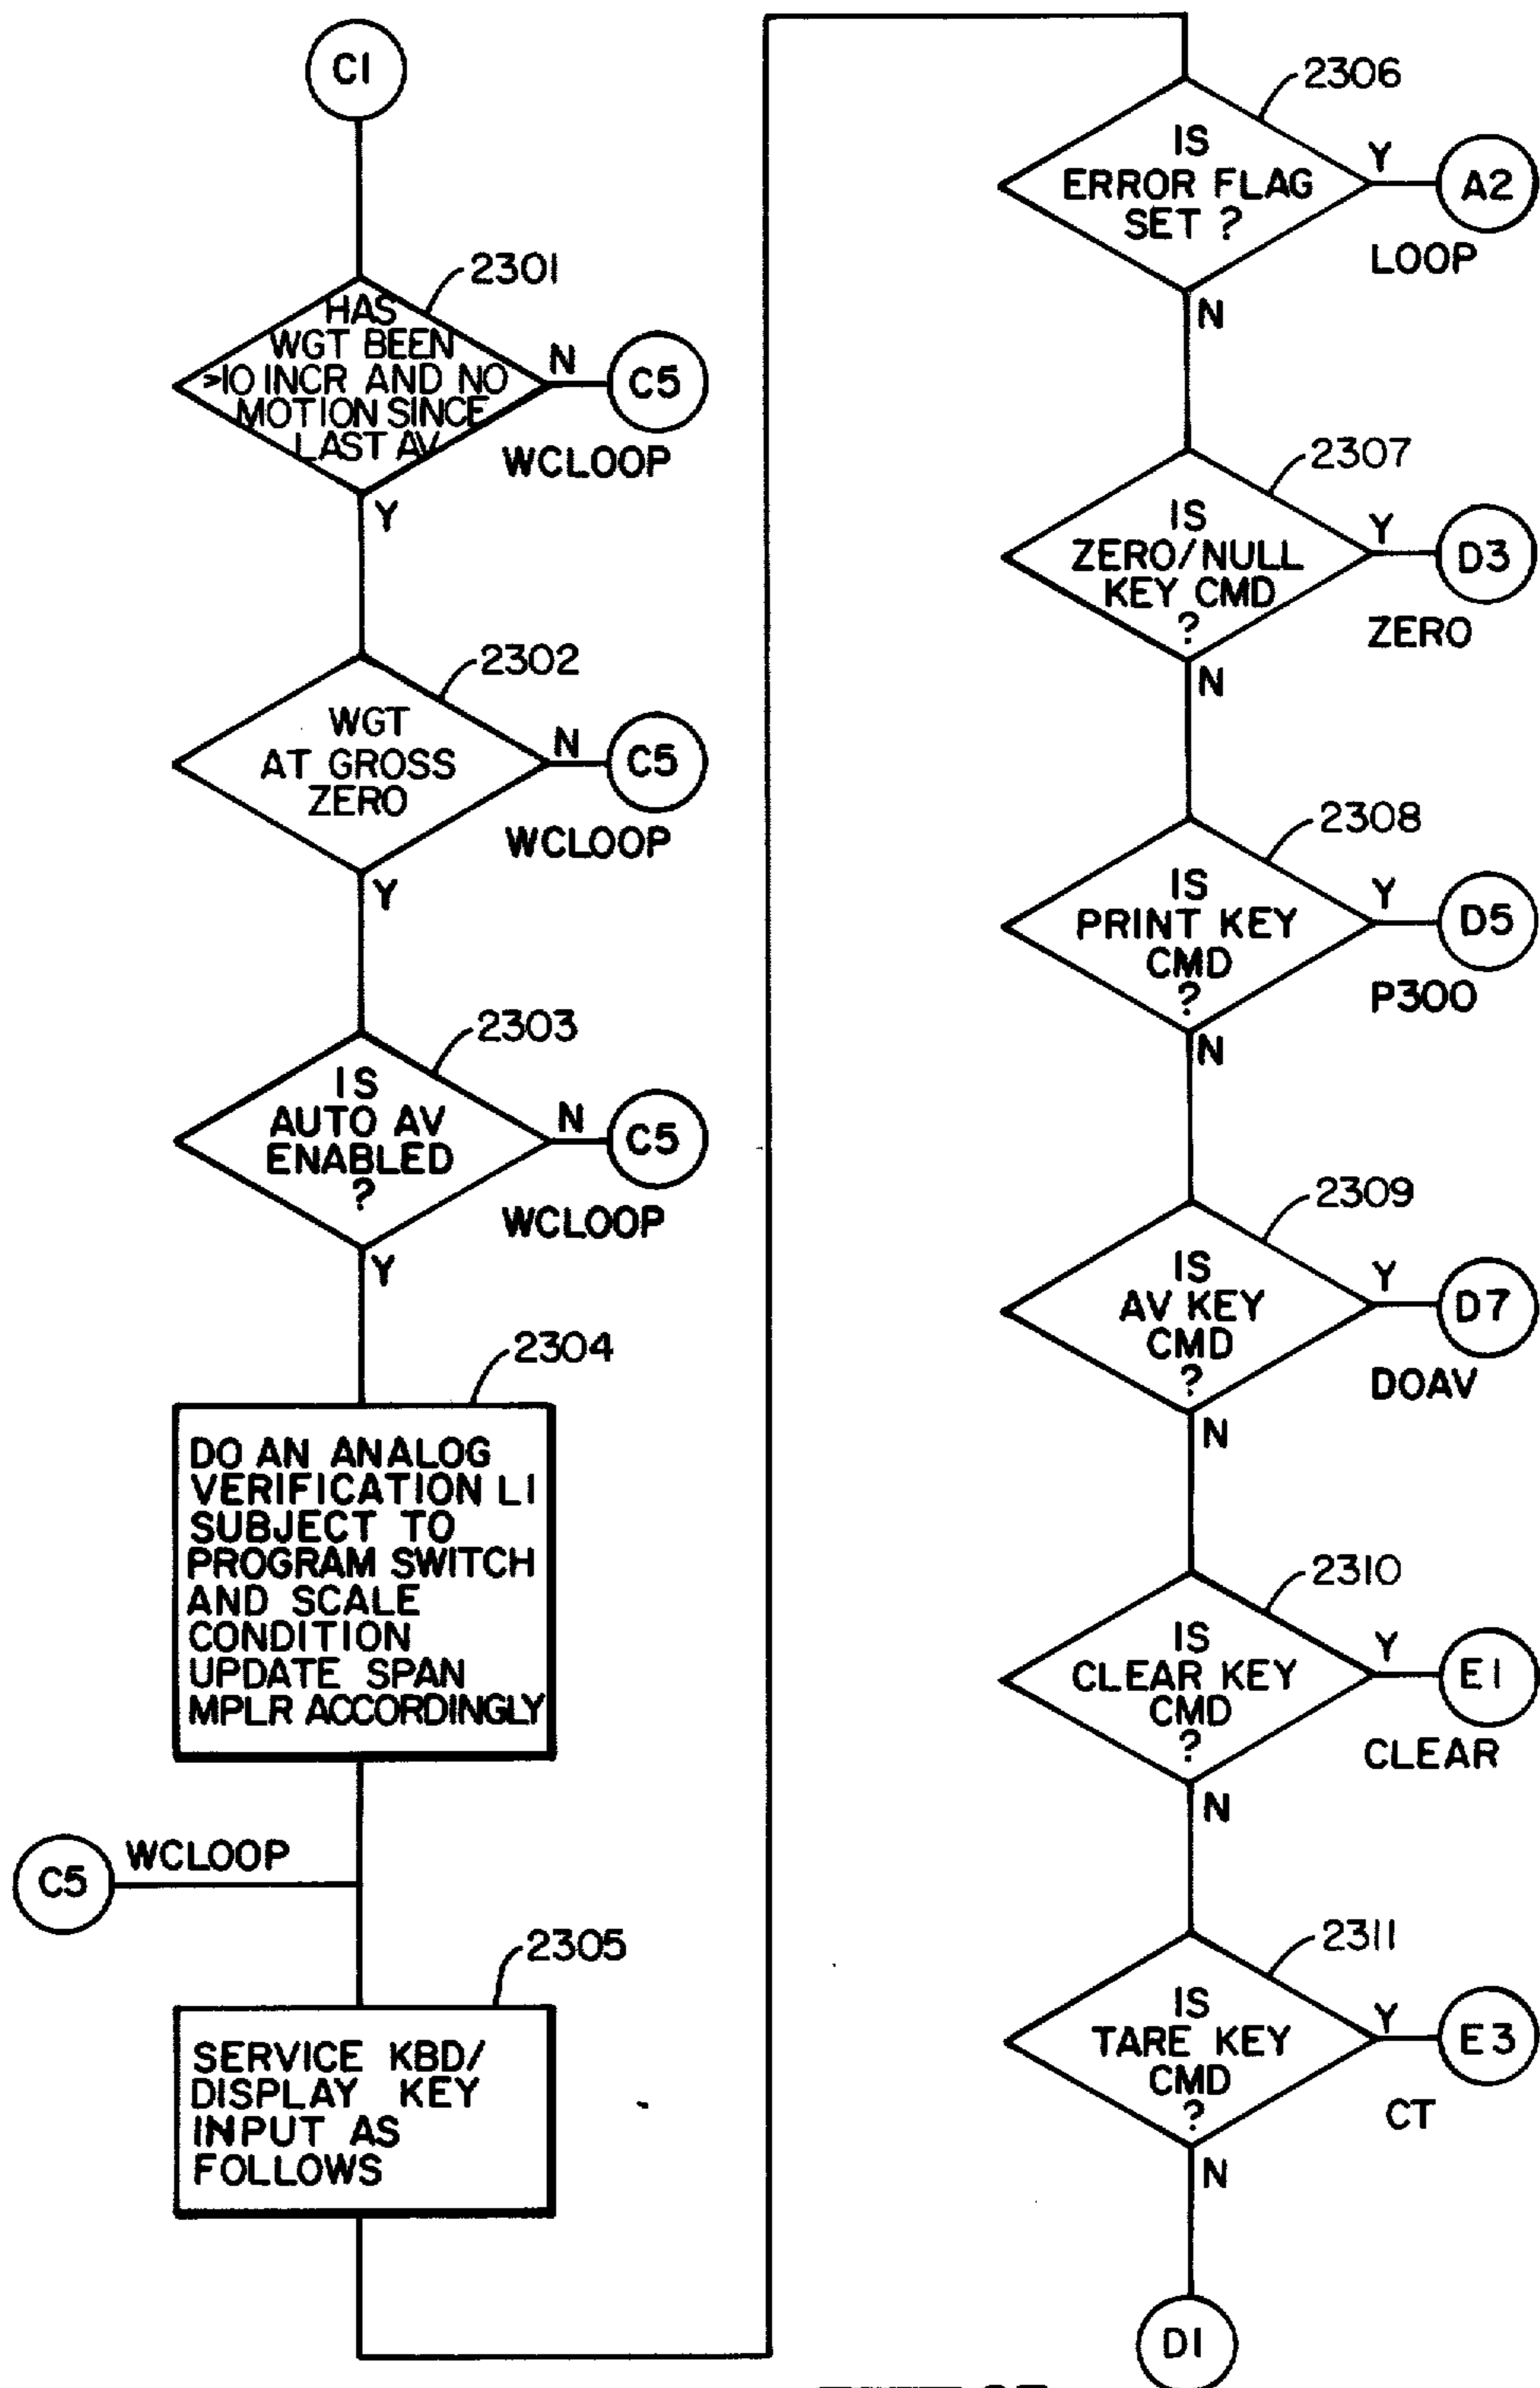 C1
2301
HAS
WGT BEEN
>10 INCR AND NO
MOTION SINCE
LAST AV
N
C5
WCLOOP
Y
2302
WGT
AT GROSS
ZERO
N
C5
WCLOOP
Y
2303
IS
AUTO AV
ENABLED
?
N
C5
WCLOOP
Y
2304
DO AN ANALOG
VERIFICATION LI
SUBJECT TO
PROGRAM SWITCH
AND SCALE
CONDITION
UPDATE SPAN
MPLR ACCORDINGLY
C5
WCLOOP
2305
SERVICE KBD/
DISPLAY KEY
INPUT AS
FOLLOWS
2306
IS
ERROR FLAG
SET ?
Y
A2
LOOP
N
2307
IS
ZERO/NULL
KEY CMD
?
Y
D3
ZERO
N
2308
IS
PRINT KEY
CMD
?
Y
D5
P300
N
2309
IS
AV KEY
CMD
?
Y
D7
DOAV
N
2310
IS
CLEAR KEY
CMD
?
Y
E1
CLEAR
N
2311
IS
TARE KEY
CMD
?
Y
E3
CT
N
D1